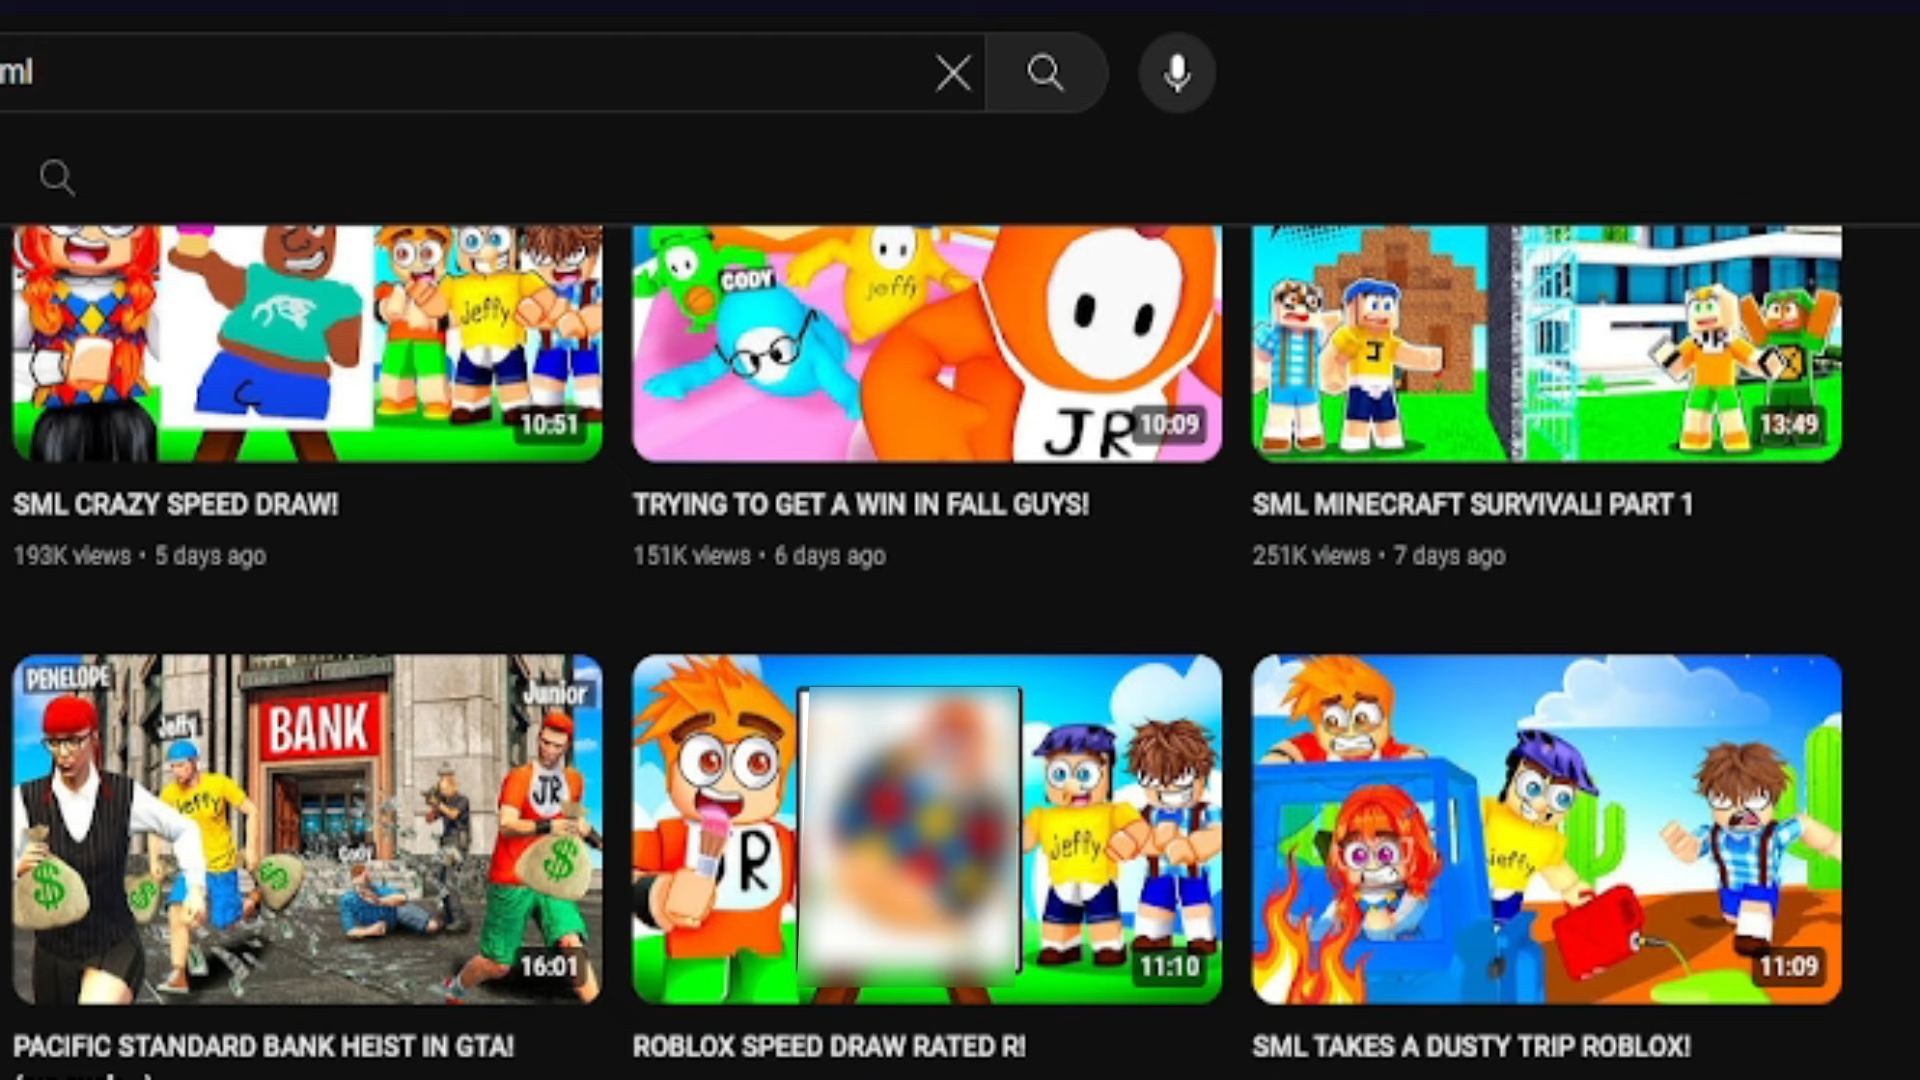 ml
CODY
jeffy
Jeffy
J
JR
10:51
JR
10:09
13:49
SML CRAZY SPEED DRAW!
TRYING TO GET A WIN IN FALL GUYS!
SML MINECRAFT SURVIVAL! PART 1
193K views • 5 days ago
151K views • 6 days ago
251K views • 7 days ago
PENELOPE
Junior
Jeffy
BANK
jeffy
JR
Cody
$
$
$
$
16:01
R
jeffy
11:10
jeffy
11:09
PACIFIC STANDARD BANK HEIST IN GTA!
ROBLOX SPEED DRAW RATED R!
SML TAKES A DUSTY TRIP ROBLOX!